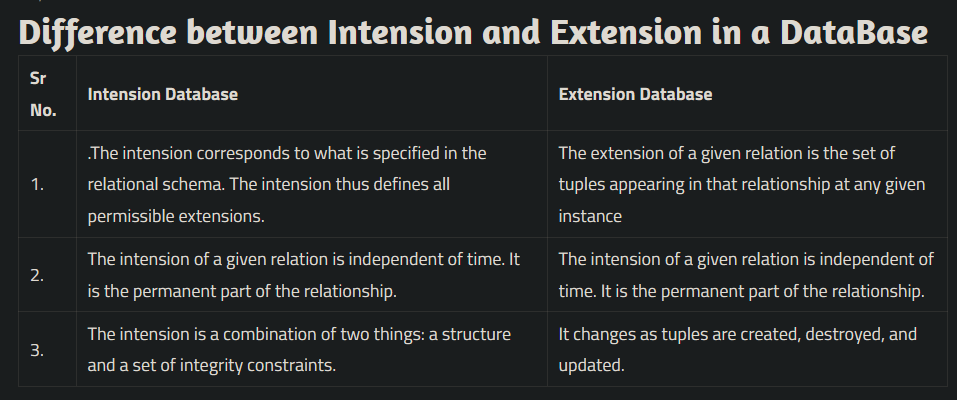 Difference between Intension and Extension in a DataBase
Sr
No.
Intension Database
Extension Database
1.
.The intension corresponds to what is specified in the
relational schema. The intension thus defines all
permissible extensions.
The extension of a given relation is the set of
tuples appearing in that relationship at any given
instance
2.
The intension of a given relation is independent of time. It
is the permanent part of the relationship.
The intension of a given relation is independent of
time. It is the permanent part of the relationship.
3.
The intension is a combination of two things: a structure
and a set of integrity constraints.
It changes as tuples are created, destroyed, and
updated.